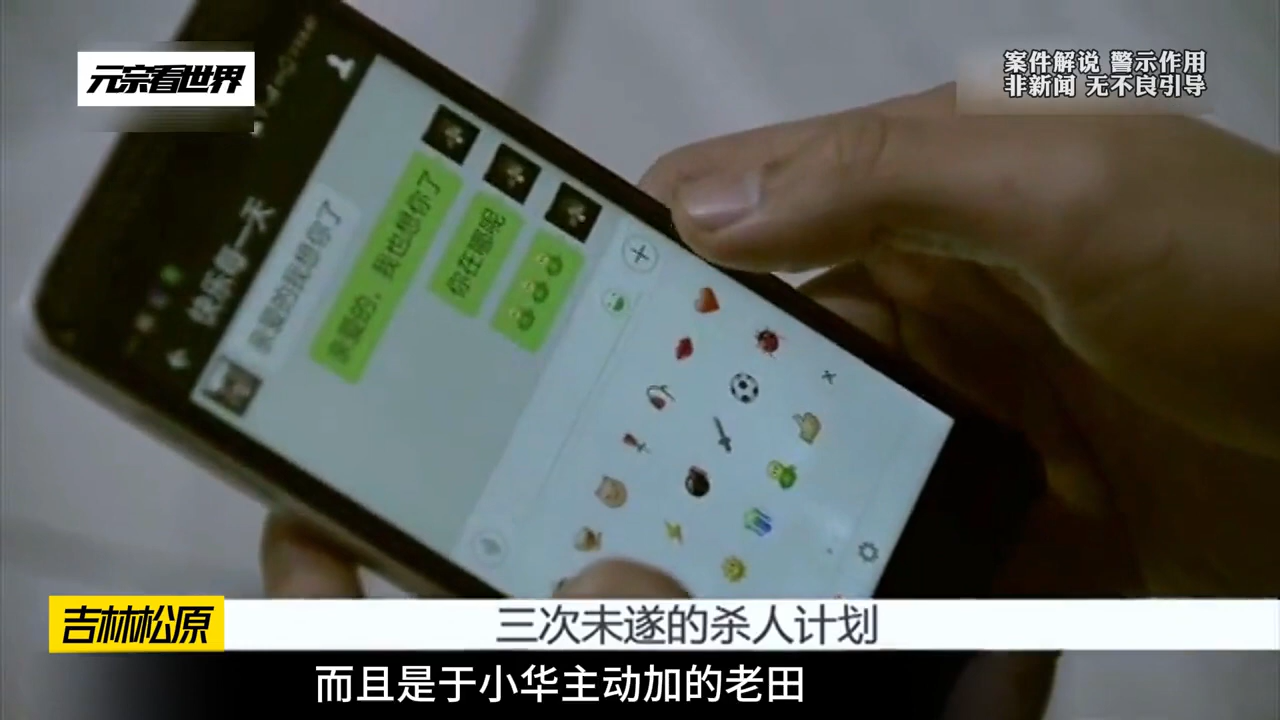 元宗看世界
案件解说 警示作用
非新闻 无不良引导
快乐每一天
亲爱的我想你了
亲爱的，我也想你了
你在哪呢
吉林松原
三次未遂的杀人计划
而且是于小华主动加的老田